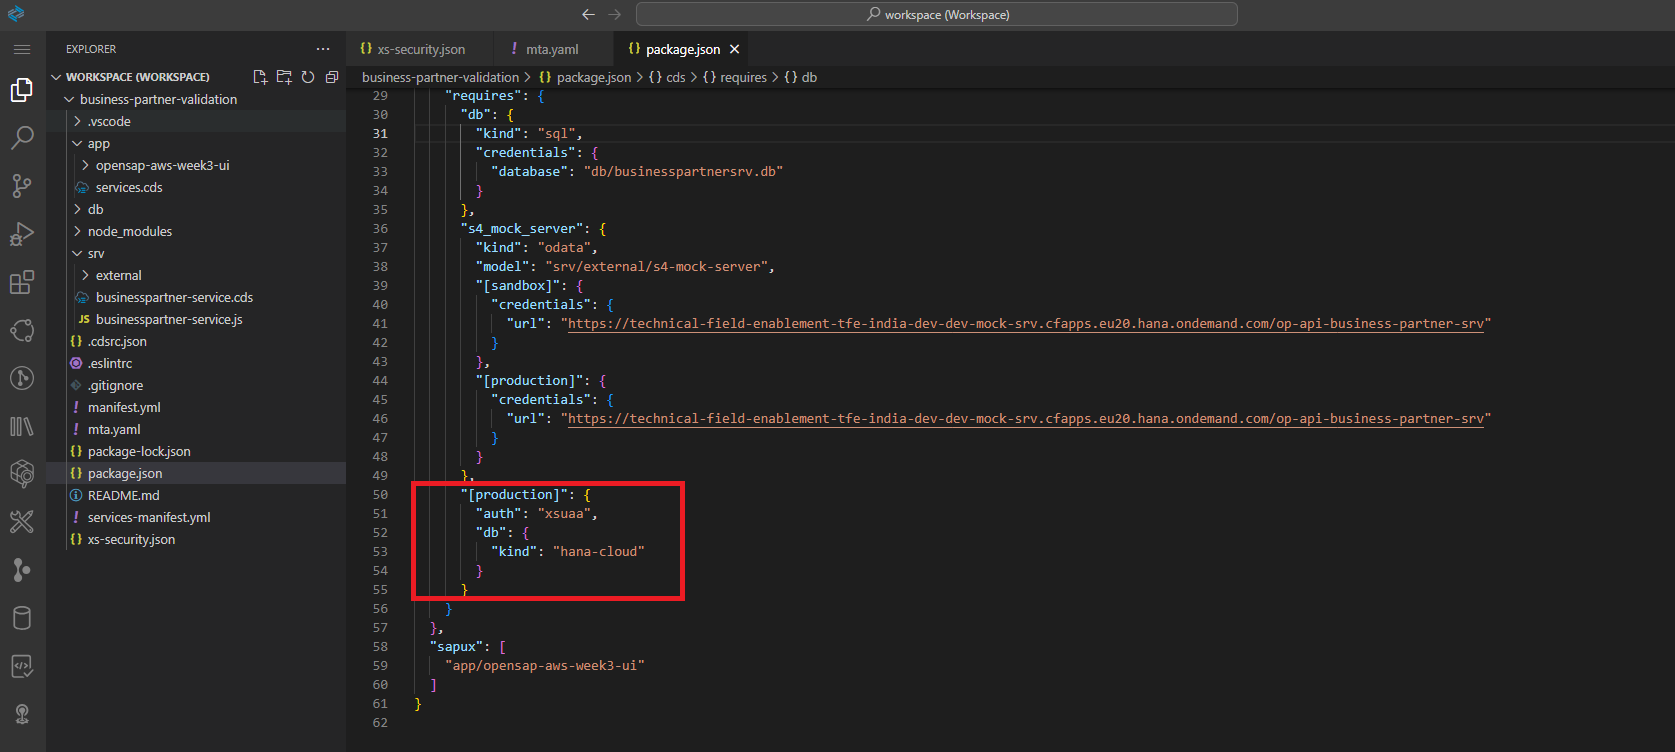 workspace (Workspace)
EXPLORER
WORKSPACE (WORKSPACE)
business-partner-validation
.vscode
app
opensap-aws-week3-ui
services.cds
db
node_modules
srv
external
businesspartner-service.cds
JS businesspartner-service.js
{} .cdsrc.json
.eslintrc
.gitignore
! manifest.yml
! mta.yaml
{} package-lock.json
{} package.json
README.md
! services-manifest.yml
{} xs-security.json
{} xs-security.json
! mta.yaml
{} package.json
business-partner-validation > {} package.json > {} cds > {} requires > {} db
29 "requires": {
30 "db": {
31 "kind": "sql",
32 "credentials": {
33 "database": "db/businesspartnersrv.db"
34 }
35 },
36 "s4_mock_server": {
37 "kind": "odata",
38 "model": "srv/external/s4-mock-server",
39 "[sandbox]": {
40 "credentials": {
41 "url": "https://technical-field-enablement-tfe-india-dev-dev-mock-srv.cfapps.eu20.hana.ondemand.com/op-api-business-partner-srv"
42 }
43 },
44 "[production]": {
45 "credentials": {
46 "url": "https://technical-field-enablement-tfe-india-dev-dev-mock-srv.cfapps.eu20.hana.ondemand.com/op-api-business-partner-srv"
47 }
48 }
49 },
50 "[production]": {
51 "auth": "xsuaa",
52 "db": {
53 "kind": "hana-cloud"
54 }
55 }
56 }
57 },
58 "sapux": [
59 "app/opensap-aws-week3-ui"
60 ]
61 }
62